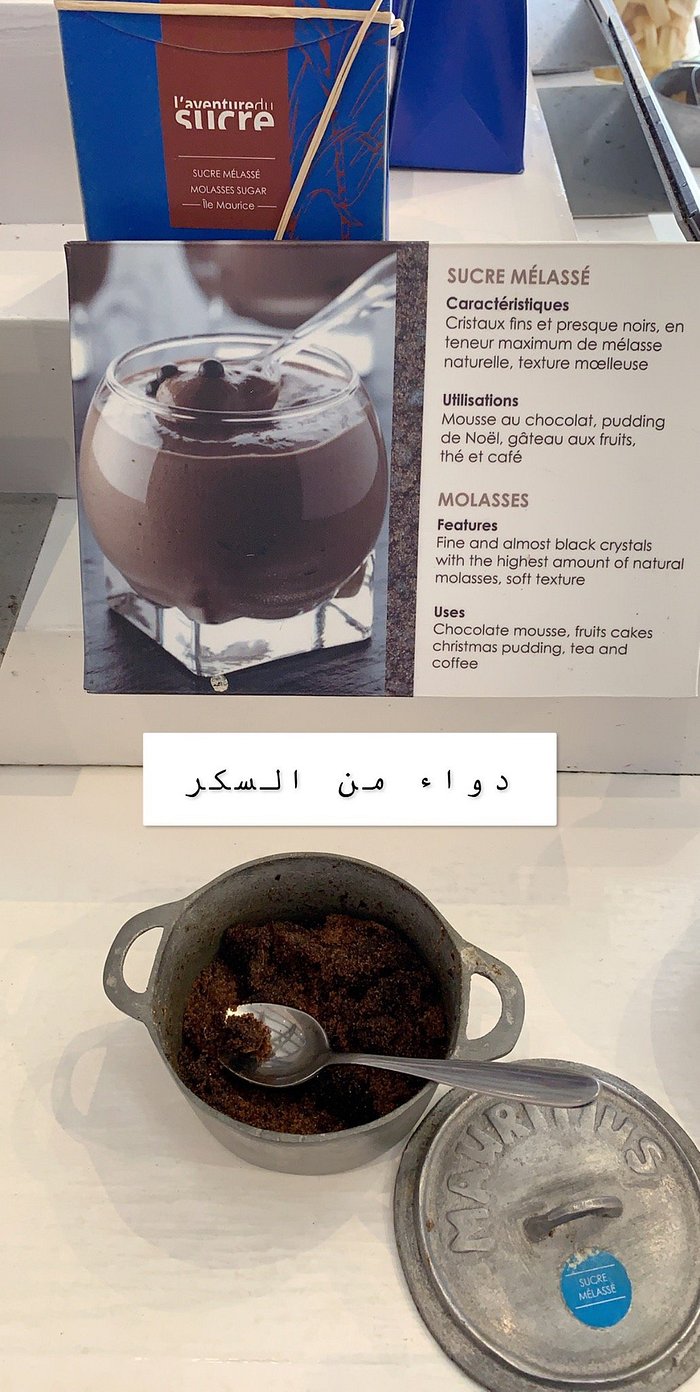 l'aventure du
sucre
SUCRE MÉLASSÉ
MOLASSES SUGAR
Île Maurice
SUCRE MÉLASSÉ
Caractéristiques
Cristaux fins et presque noirs, en
teneur maximum de mélasse
naturelle, texture mœlleuse
Utilisations
Mousse au chocolat, pudding
de Noël, gâteau aux fruits,
thé et café
MOLASSES
Features
Fine and almost black crystals
with the highest amount of natural
molasses, soft texture
Uses
Chocolate mousse, fruits cakes
christmas pudding, tea and
coffee
دواء من السكر
MAURITIUS
SUCRE
MÉLASSÉ